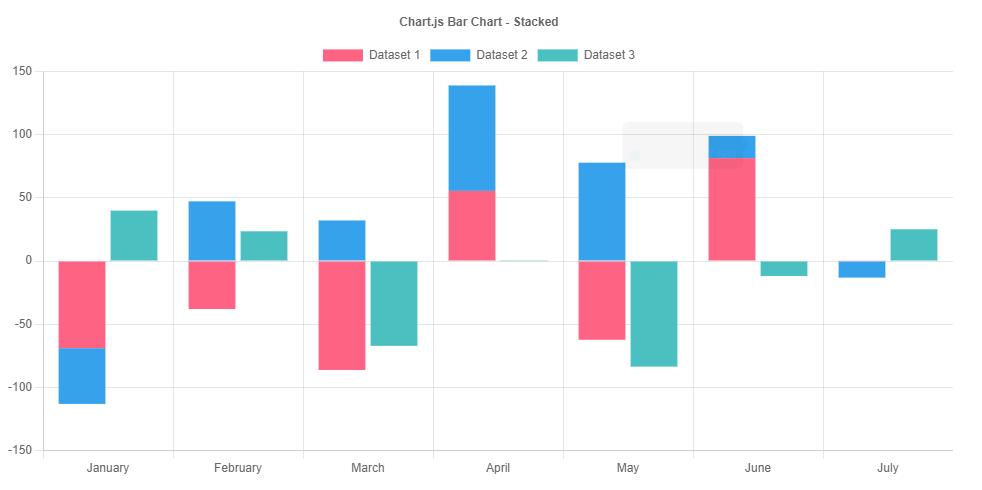 Chart.js Bar Chart - Stacked
Dataset 1 Dataset 2 Dataset 3
150
100
50
0
-50
-100
-150
January February March April May June July